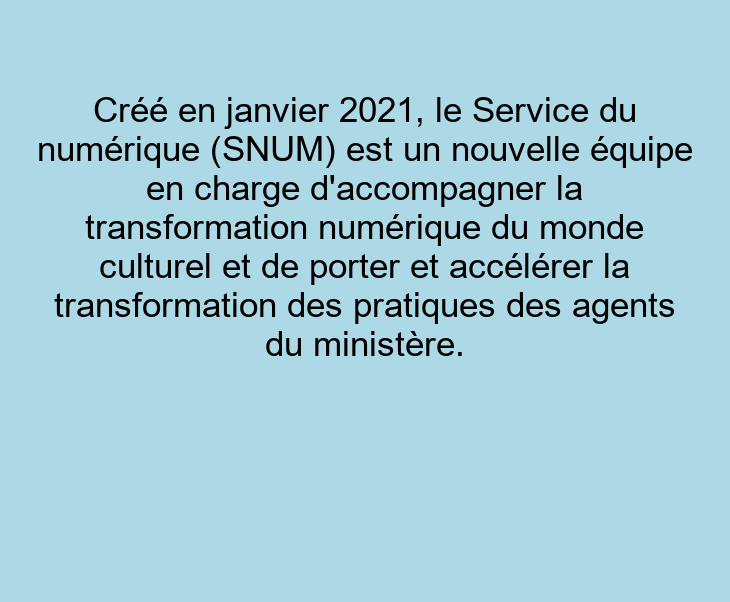 Créé en janvier 2021, le Service du
numérique (SNUM) est un nouvelle équipe
en charge d'accompagner la
transformation numérique du monde
culturel et de porter et accélérer la
transformation des pratiques des agents
du ministère.